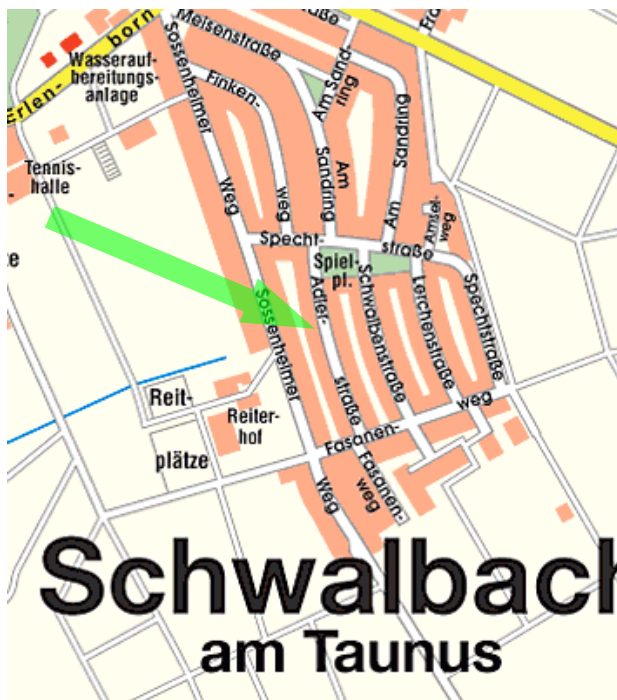 born
Erlen-
Meisenstraße
straße
Sossenheimer
Wasserauf-
bereitungs-
anlage
Finken-
Am Sand-
ring
Tennis-
halle
Weg
weg
Am
Sandring
Am
Sandring
Amsel-
weg
Specht-
straße
Spiel-
pl.
Adler-
straße
Schwalbenstraße
Lerchenstraße
Spechtstraße
Sossenheimer
Weg
Reit-
plätze
Reiter-
hof
Fasanen-
weg
Fasanen-
weg
Schwalbach
am Taunus